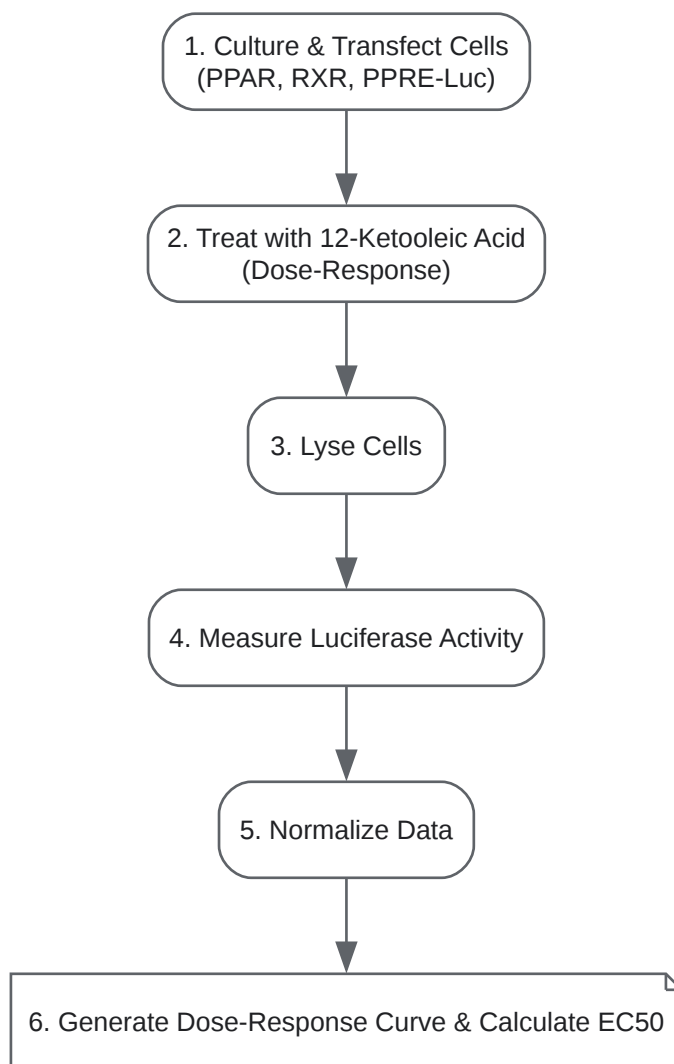 1. Culture & Transfect Cells
(PPAR, RXR, PPRE-Luc)
2. Treat with 12-Ketooleic Acid
(Dose-Response)
3. Lyse Cells
4. Measure Luciferase Activity
5. Normalize Data
6. Generate Dose-Response Curve & Calculate EC50